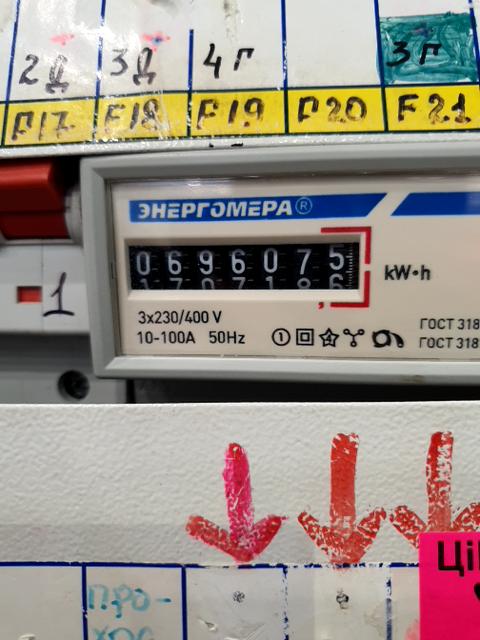 2Д 3Д 4Г 3Г
F17 F18 F19 F20 F21
ЭНЕРГОМЕРА®
0696075
kW•h
3x230/400 V
10-100A 50Hz
ГОСТ 318
ГОСТ 318
1
Ці
ПРО-
ХОД